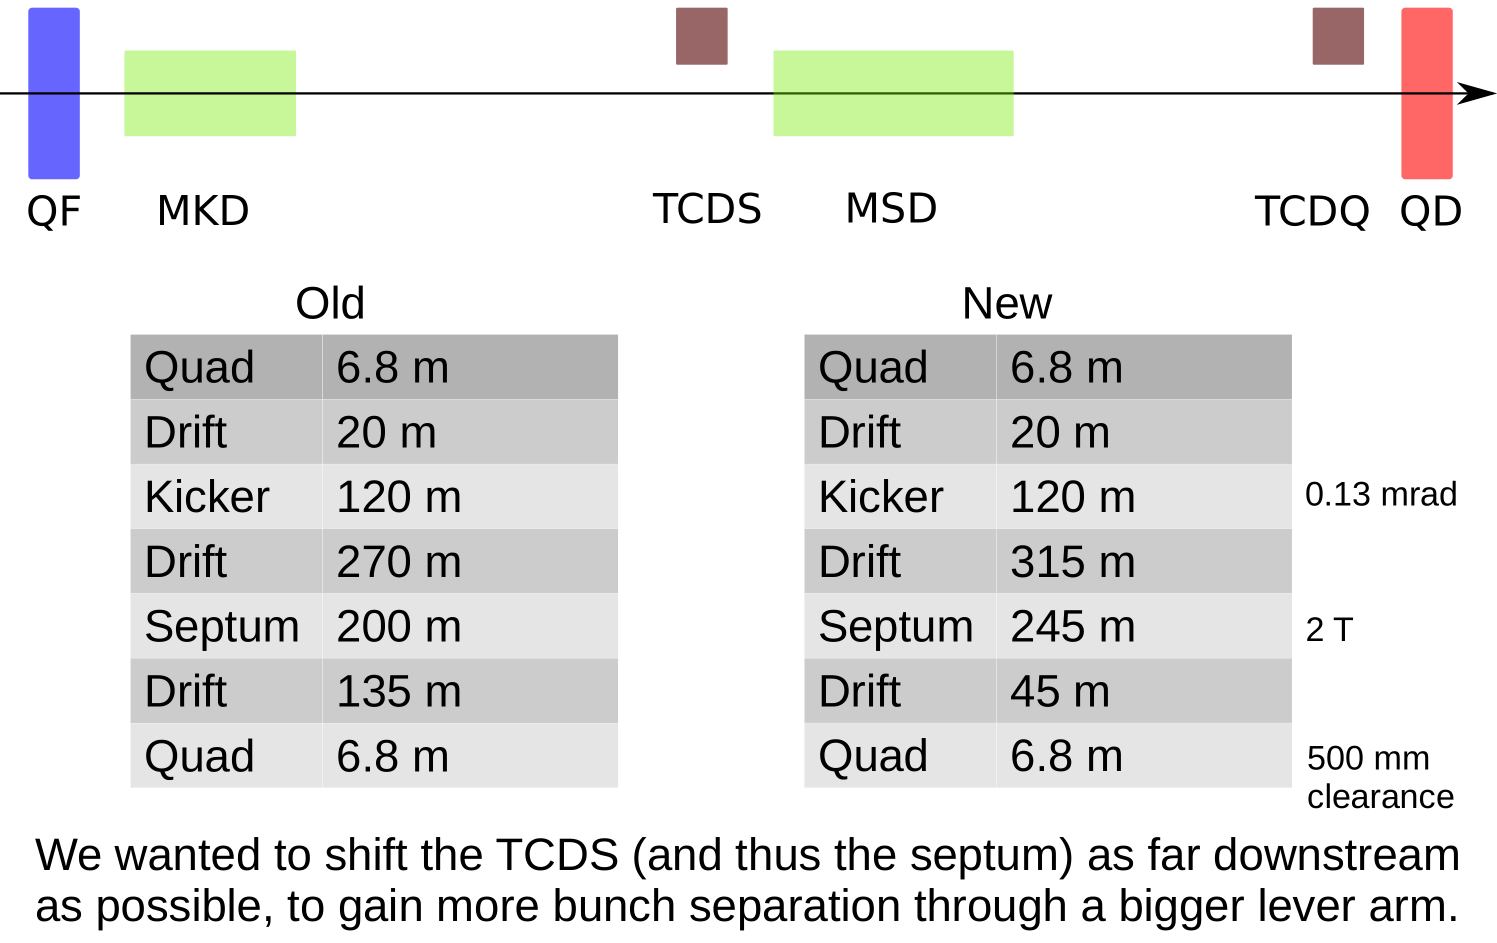 QF MKD TCDS MSD TCDQ QD
Old New
Quad 6.8 m Quad 6.8 m
Drift 20 m Drift 20 m
Kicker 120 m Kicker 120 m 0.13 mrad
Drift 270 m Drift 315 m
Septum 200 m Septum 245 m 2 T
Drift 135 m Drift 45 m
Quad 6.8 m Quad 6.8 m 500 mm
clearance
We wanted to shift the TCDS (and thus the septum) as far downstream
as possible, to gain more bunch separation through a bigger lever arm.